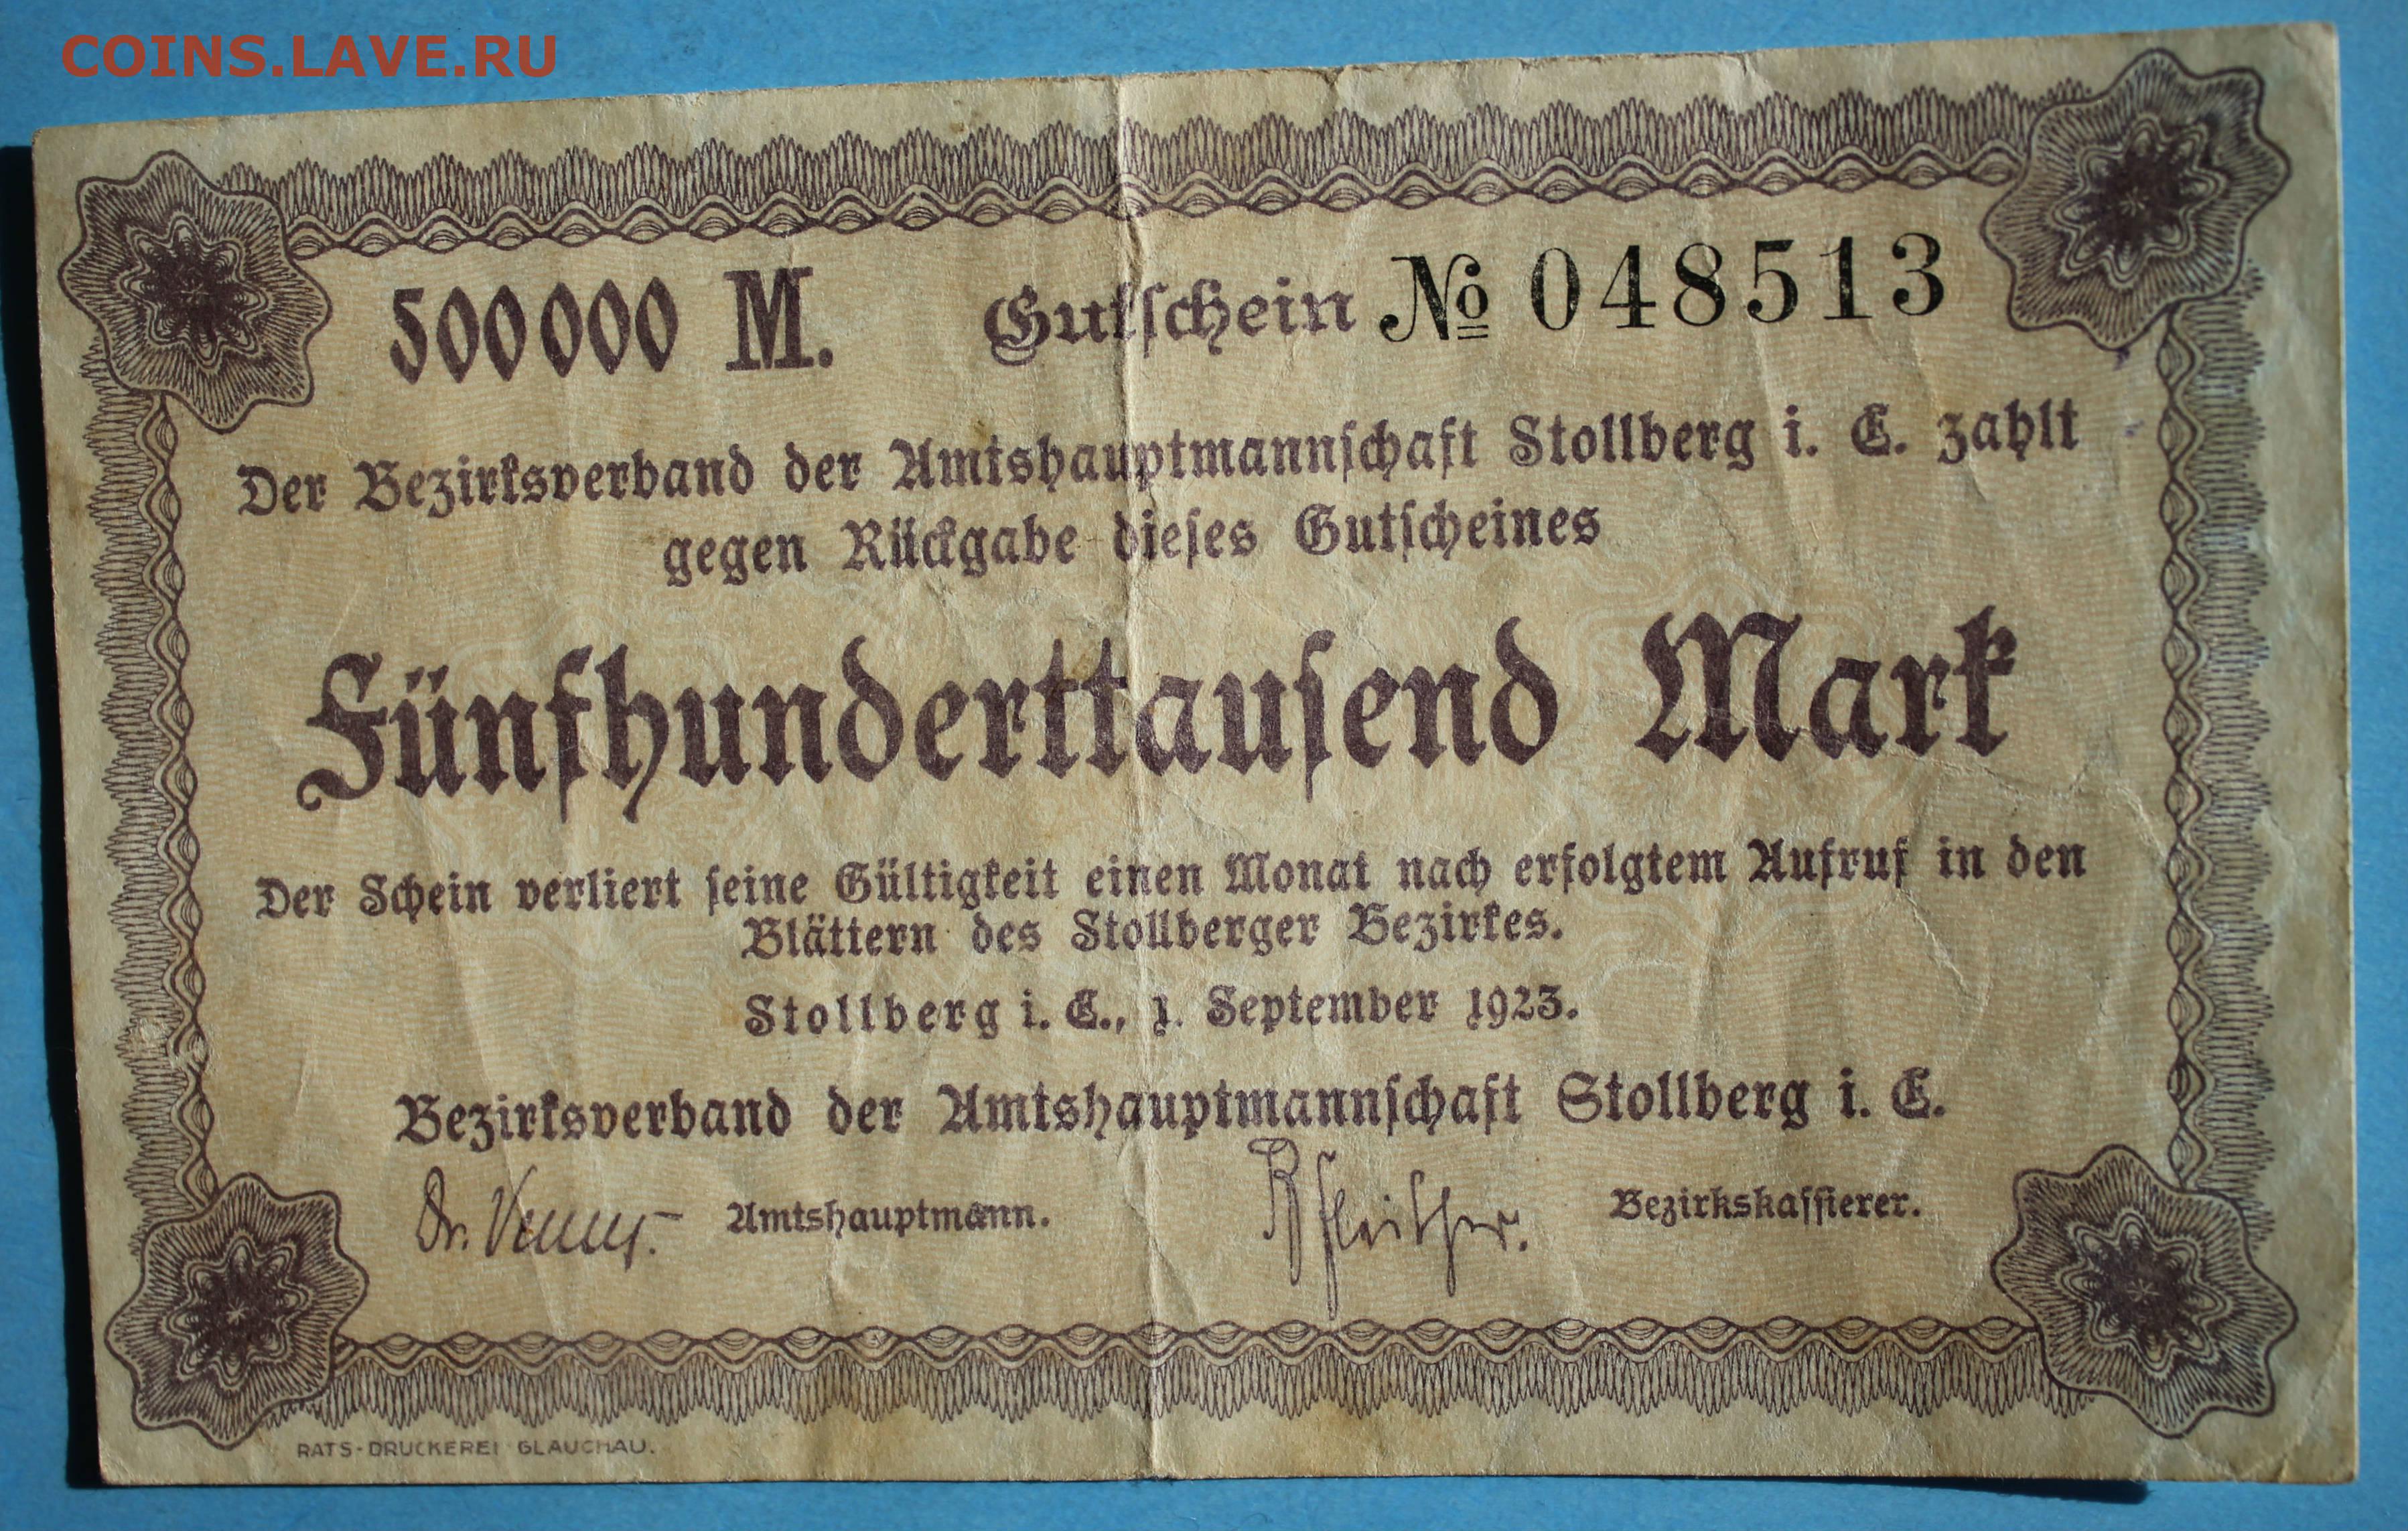 COINS.LAVE.RU
500000 M. Gutschein № 048513
Der Bezirksverband der Amtshauptmannschaft Stollberg i. E. zahlt
gegen Rückgabe dieses Gutscheines
Fünfhunderttausend Mark
Der Schein verliert seine Gültigkeit einen Monat nach erfolgtem Aufruf in den
Blättern des Stollberger Bezirkes.
Stollberg i. E., 1. September 1923.
Bezirksverband der Amtshauptmannschaft Stollberg i. E.
Dr. Amtshauptmann. Bezirkskassierer.
RATS-DRUCKEREI GLAUCHAU.